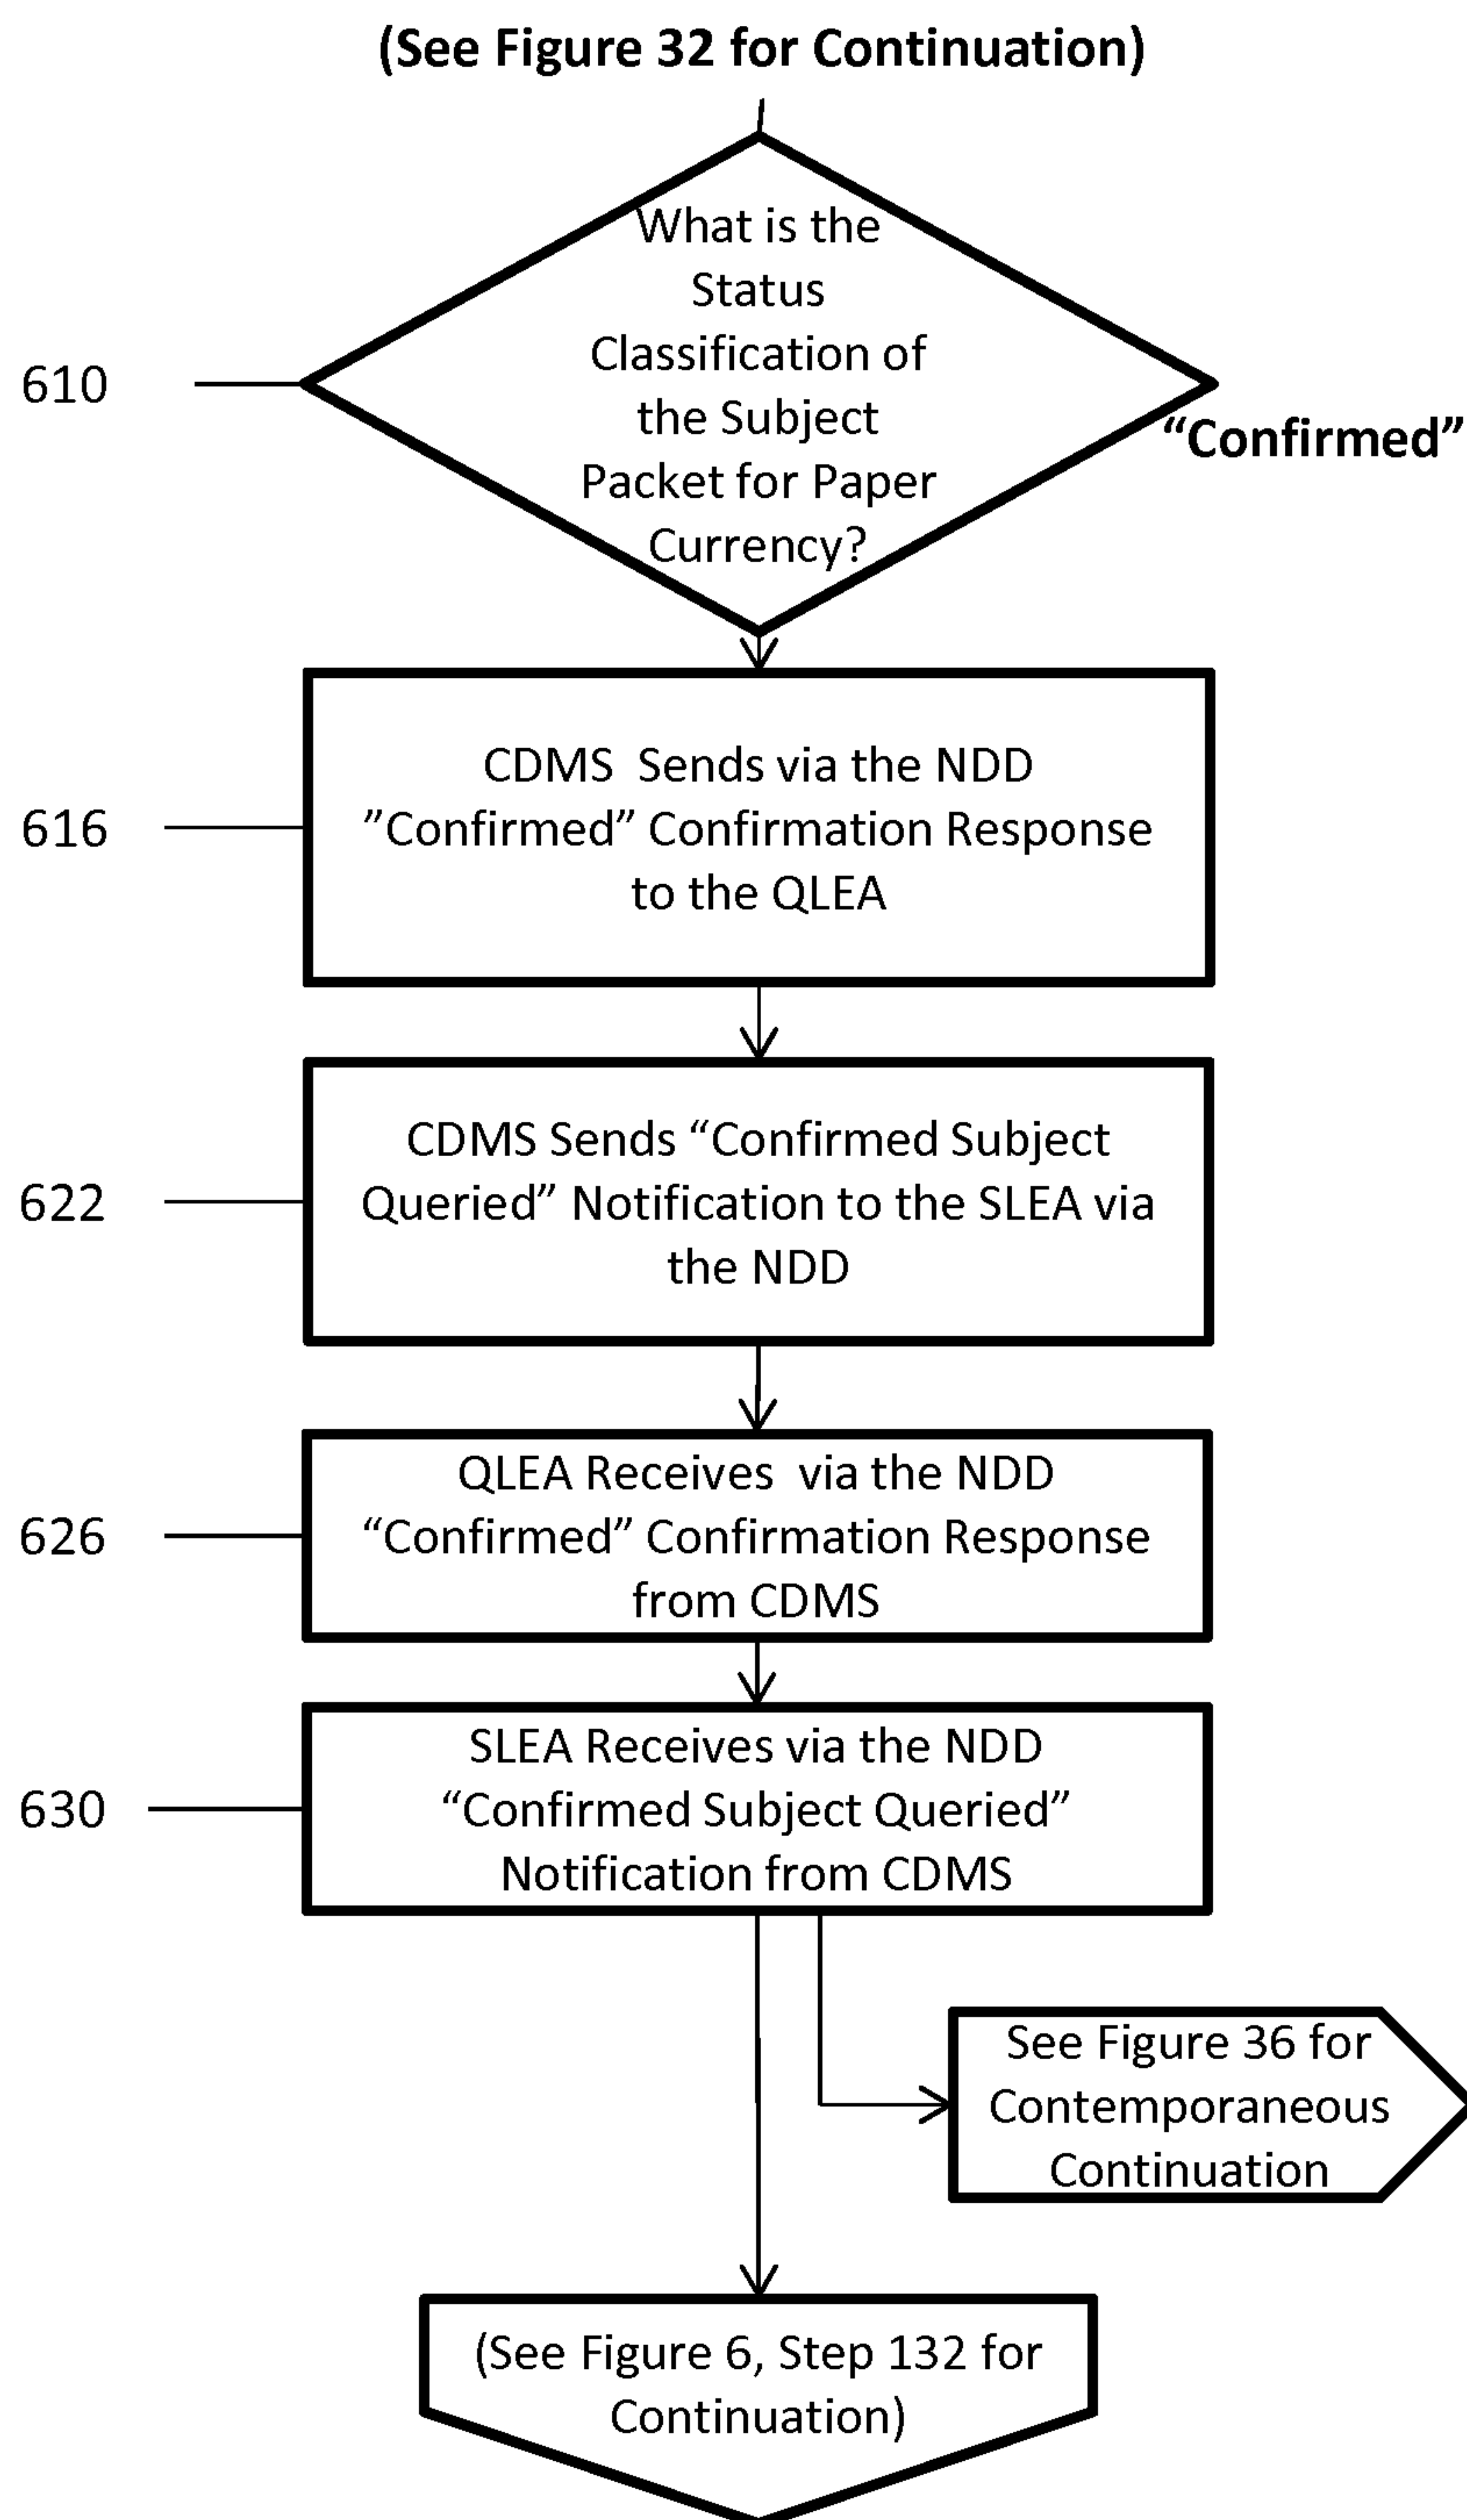 (See Figure 32 for Continuation)
What is the
Status
Classification of
the Subject
Packet for Paper
Currency?
610
“Confirmed”
CDMS Sends via the NDD
”Confirmed” Confirmation Response
to the QLEA
616
CDMS Sends “Confirmed Subject
Queried” Notification to the SLEA via
the NDD
622
QLEA Receives via the NDD
“Confirmed” Confirmation Response
from CDMS
626
SLEA Receives via the NDD
“Confirmed Subject Queried”
Notification from CDMS
630
See Figure 36 for
Contemporaneous
Continuation
(See Figure 6, Step 132 for
Continuation)